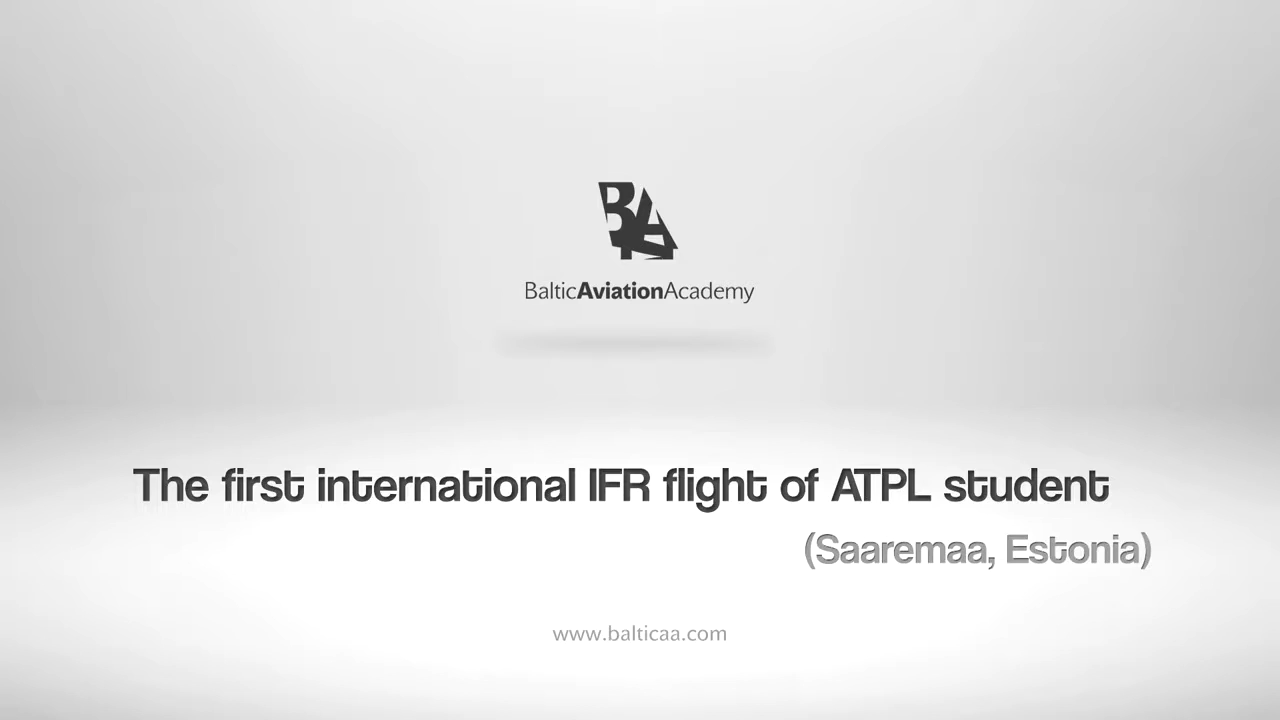 BA
BalticAviationAcademy
The first international IFR flight of ATPL student
(Saaremaa, Estonia)
www.balticaa.com